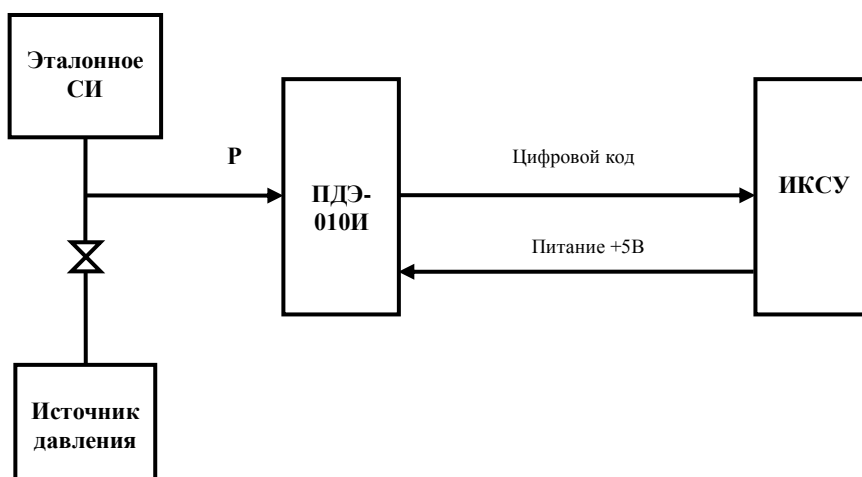 Эталонное
СИ
Р
ПДЭ-
010И
Цифровой код
Питание +5В
ИКСУ
Источник
давления